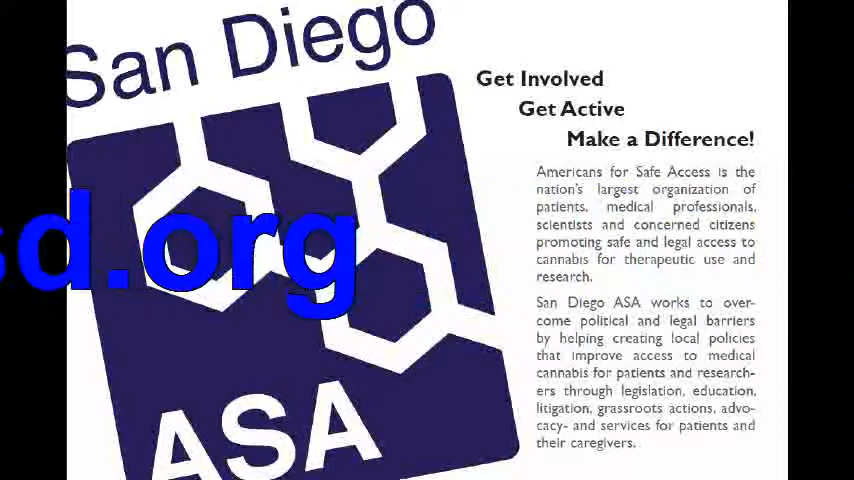 San Diego
ASA
sd.org
Get Involved
Get Active
Make a Difference!
Americans for Safe Access is the
nation's largest organization of
patients, medical professionals,
scientists and concerned citizens
promoting safe and legal access to
cannabis for therapeutic use and
research.
San Diego ASA works to over-
come political and legal barriers
by helping creating local policies
that improve access to medical
cannabis for patients and research-
ers through legislation, education,
litigation, grassroots actions, advo-
cacy- and services for patients and
their caregivers.